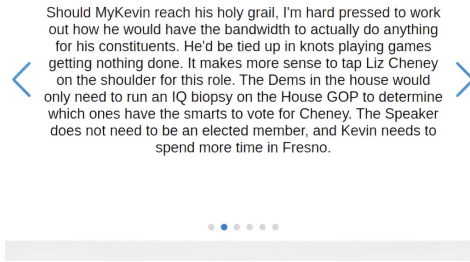 Should MyKevin reach his holy grail, I'm hard pressed to work
out how he would have the bandwidth to actually do anything
for his constituents. He'd be tied up in knots playing games
getting nothing done. It makes more sense to tap Liz Cheney
on the shoulder for this role. The Dems in the house would
only need to run an IQ biopsy on the House GOP to determine
which ones have the smarts to vote for Cheney. The Speaker
does not need to be an elected member, and Kevin needs to
spend more time in Fresno.